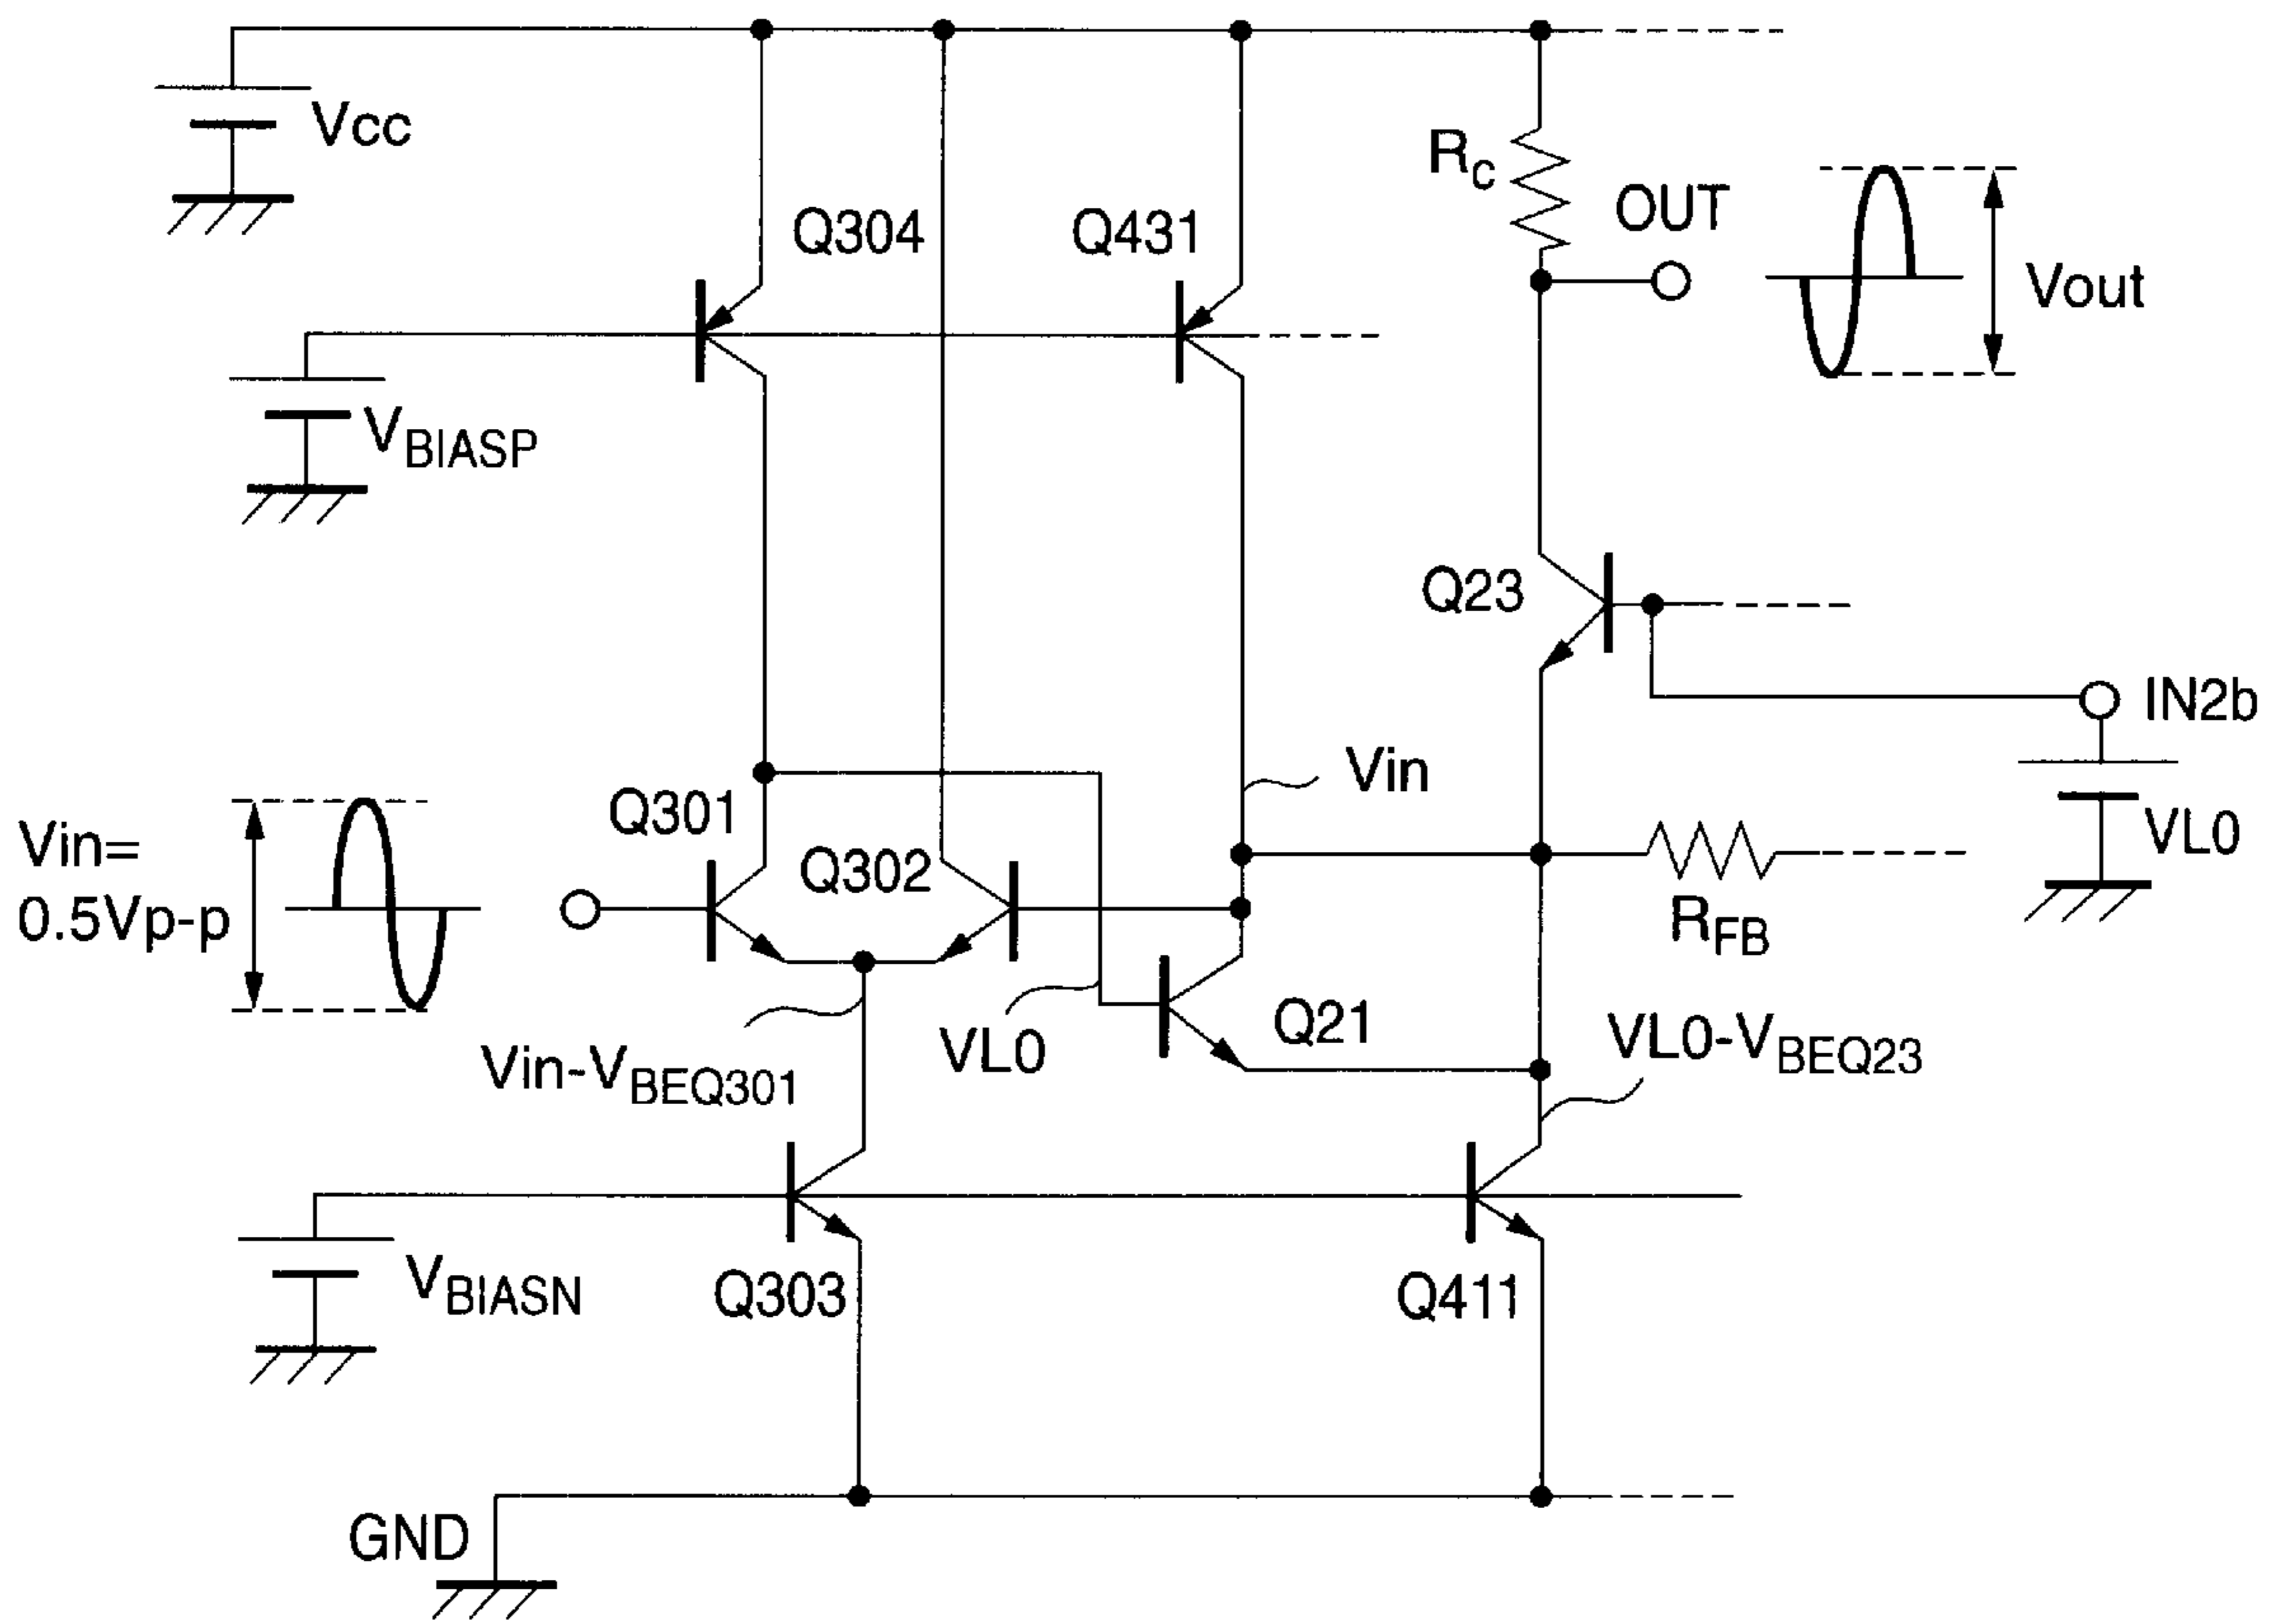 Vcc
Q304
Q431
RC
OUT
Vout
VBIASP
Q23
IN2b
Vin
Q301
VL0
Vin=
0.5Vp-p
Q302
RFB
Q21
VL0
VL0-VBEQ23
Vin-VBEQ301
VBIASN
Q303
Q411
GND